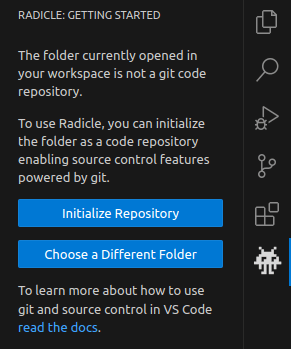 RADICLE: GETTING STARTED
The folder currently opened in
your workspace is not a git code
repository.
To use Radicle, you can initialize
the folder as a code repository
enabling source control features
powered by git.
Initialize Repository
Choose a Different Folder
To learn more about how to use
git and source control in VS Code
read the docs.